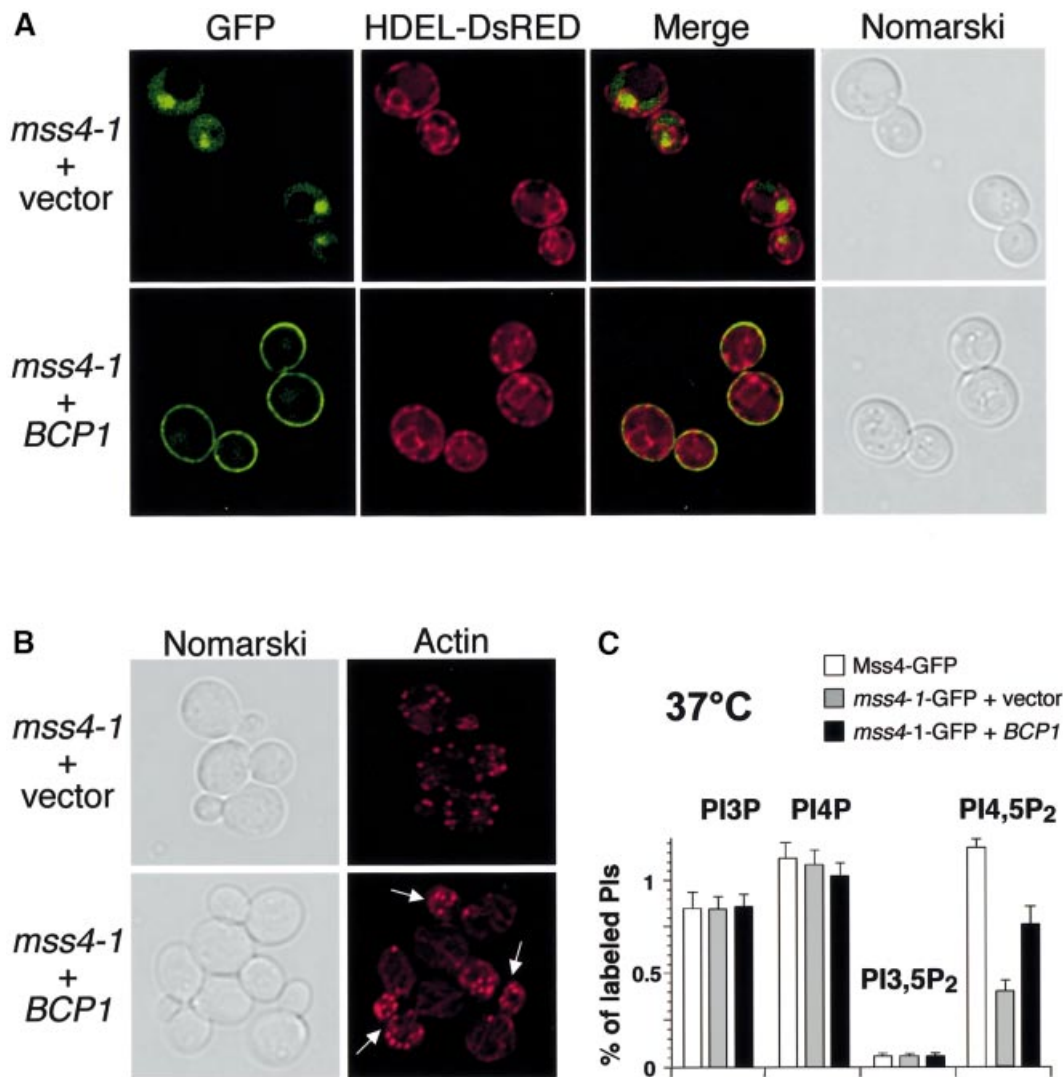 A
GFP HDEL-DsRED Merge Nomarski
mss4-1
+
vector
mss4-1
+
BCP1
B
Nomarski Actin
mss4-1
+
vector
mss4-1
+
BCP1
C
37°C
Mss4-GFP
mss4-1-GFP + vector
mss4-1-GFP + BCP1
% of labeled PIs
1
0.5
0
PI3P
PI4P
PI3,5P2
PI4,5P2